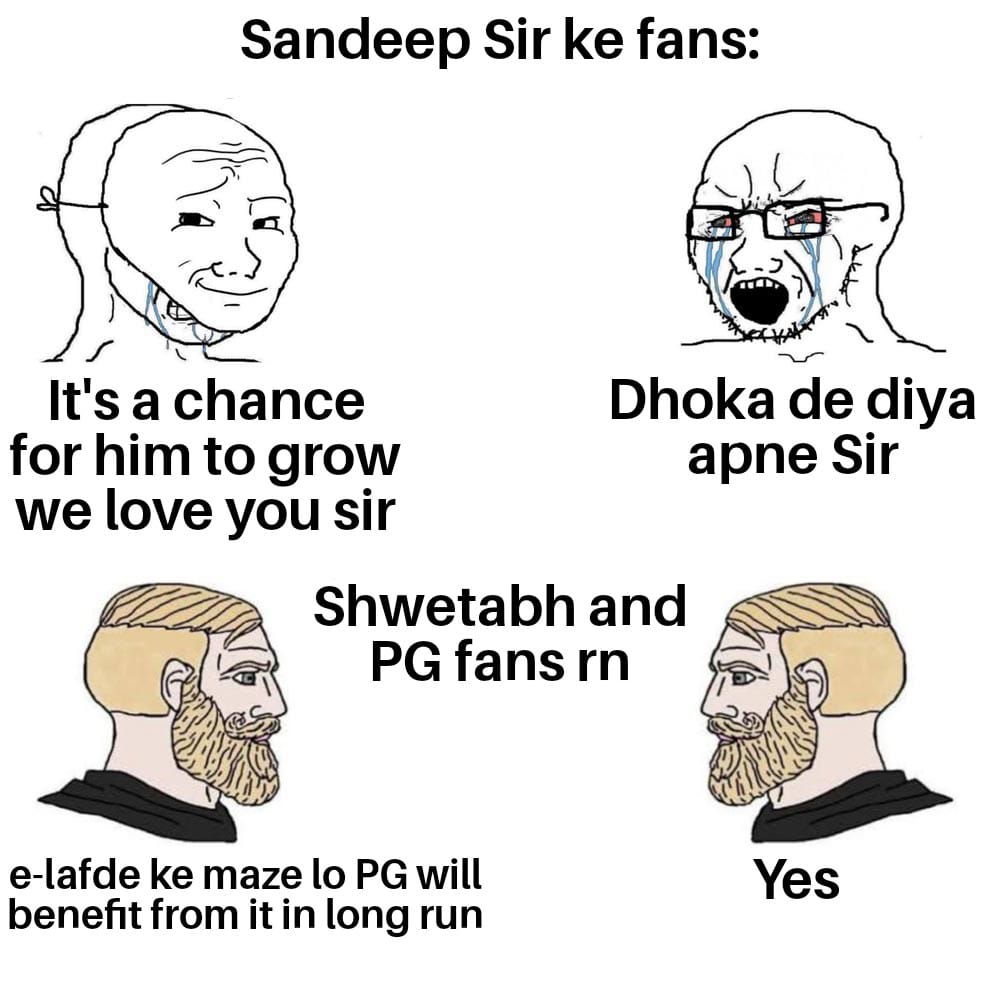 Sandeep Sir ke fans:
It's a chance
for him to grow
we love you sir
Dhoka de diya
apne Sir
Shwetabh and
PG fans rn
e-lafde ke maze lo PG will
benefit from it in long run
Yes